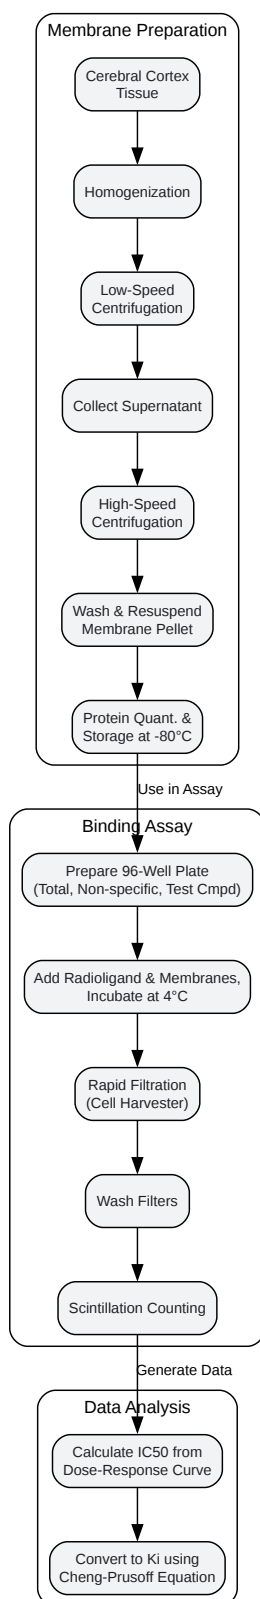 Membrane Preparation
Cerebral Cortex
Tissue
Homogenization
Low-Speed
Centrifugation
Collect Supernatant
High-Speed
Centrifugation
Wash & Resuspend
Membrane Pellet
Protein Quant. &
Storage at -80°C
Use in Assay
Binding Assay
Prepare 96-Well Plate
(Total, Non-specific, Test Cmpd)
Add Radioligand & Membranes,
Incubate at 4°C
Rapid Filtration
(Cell Harvester)
Wash Filters
Scintillation Counting
Generate Data
Data Analysis
Calculate IC50 from
Dose-Response Curve
Convert to Ki using
Cheng-Prusoff Equation